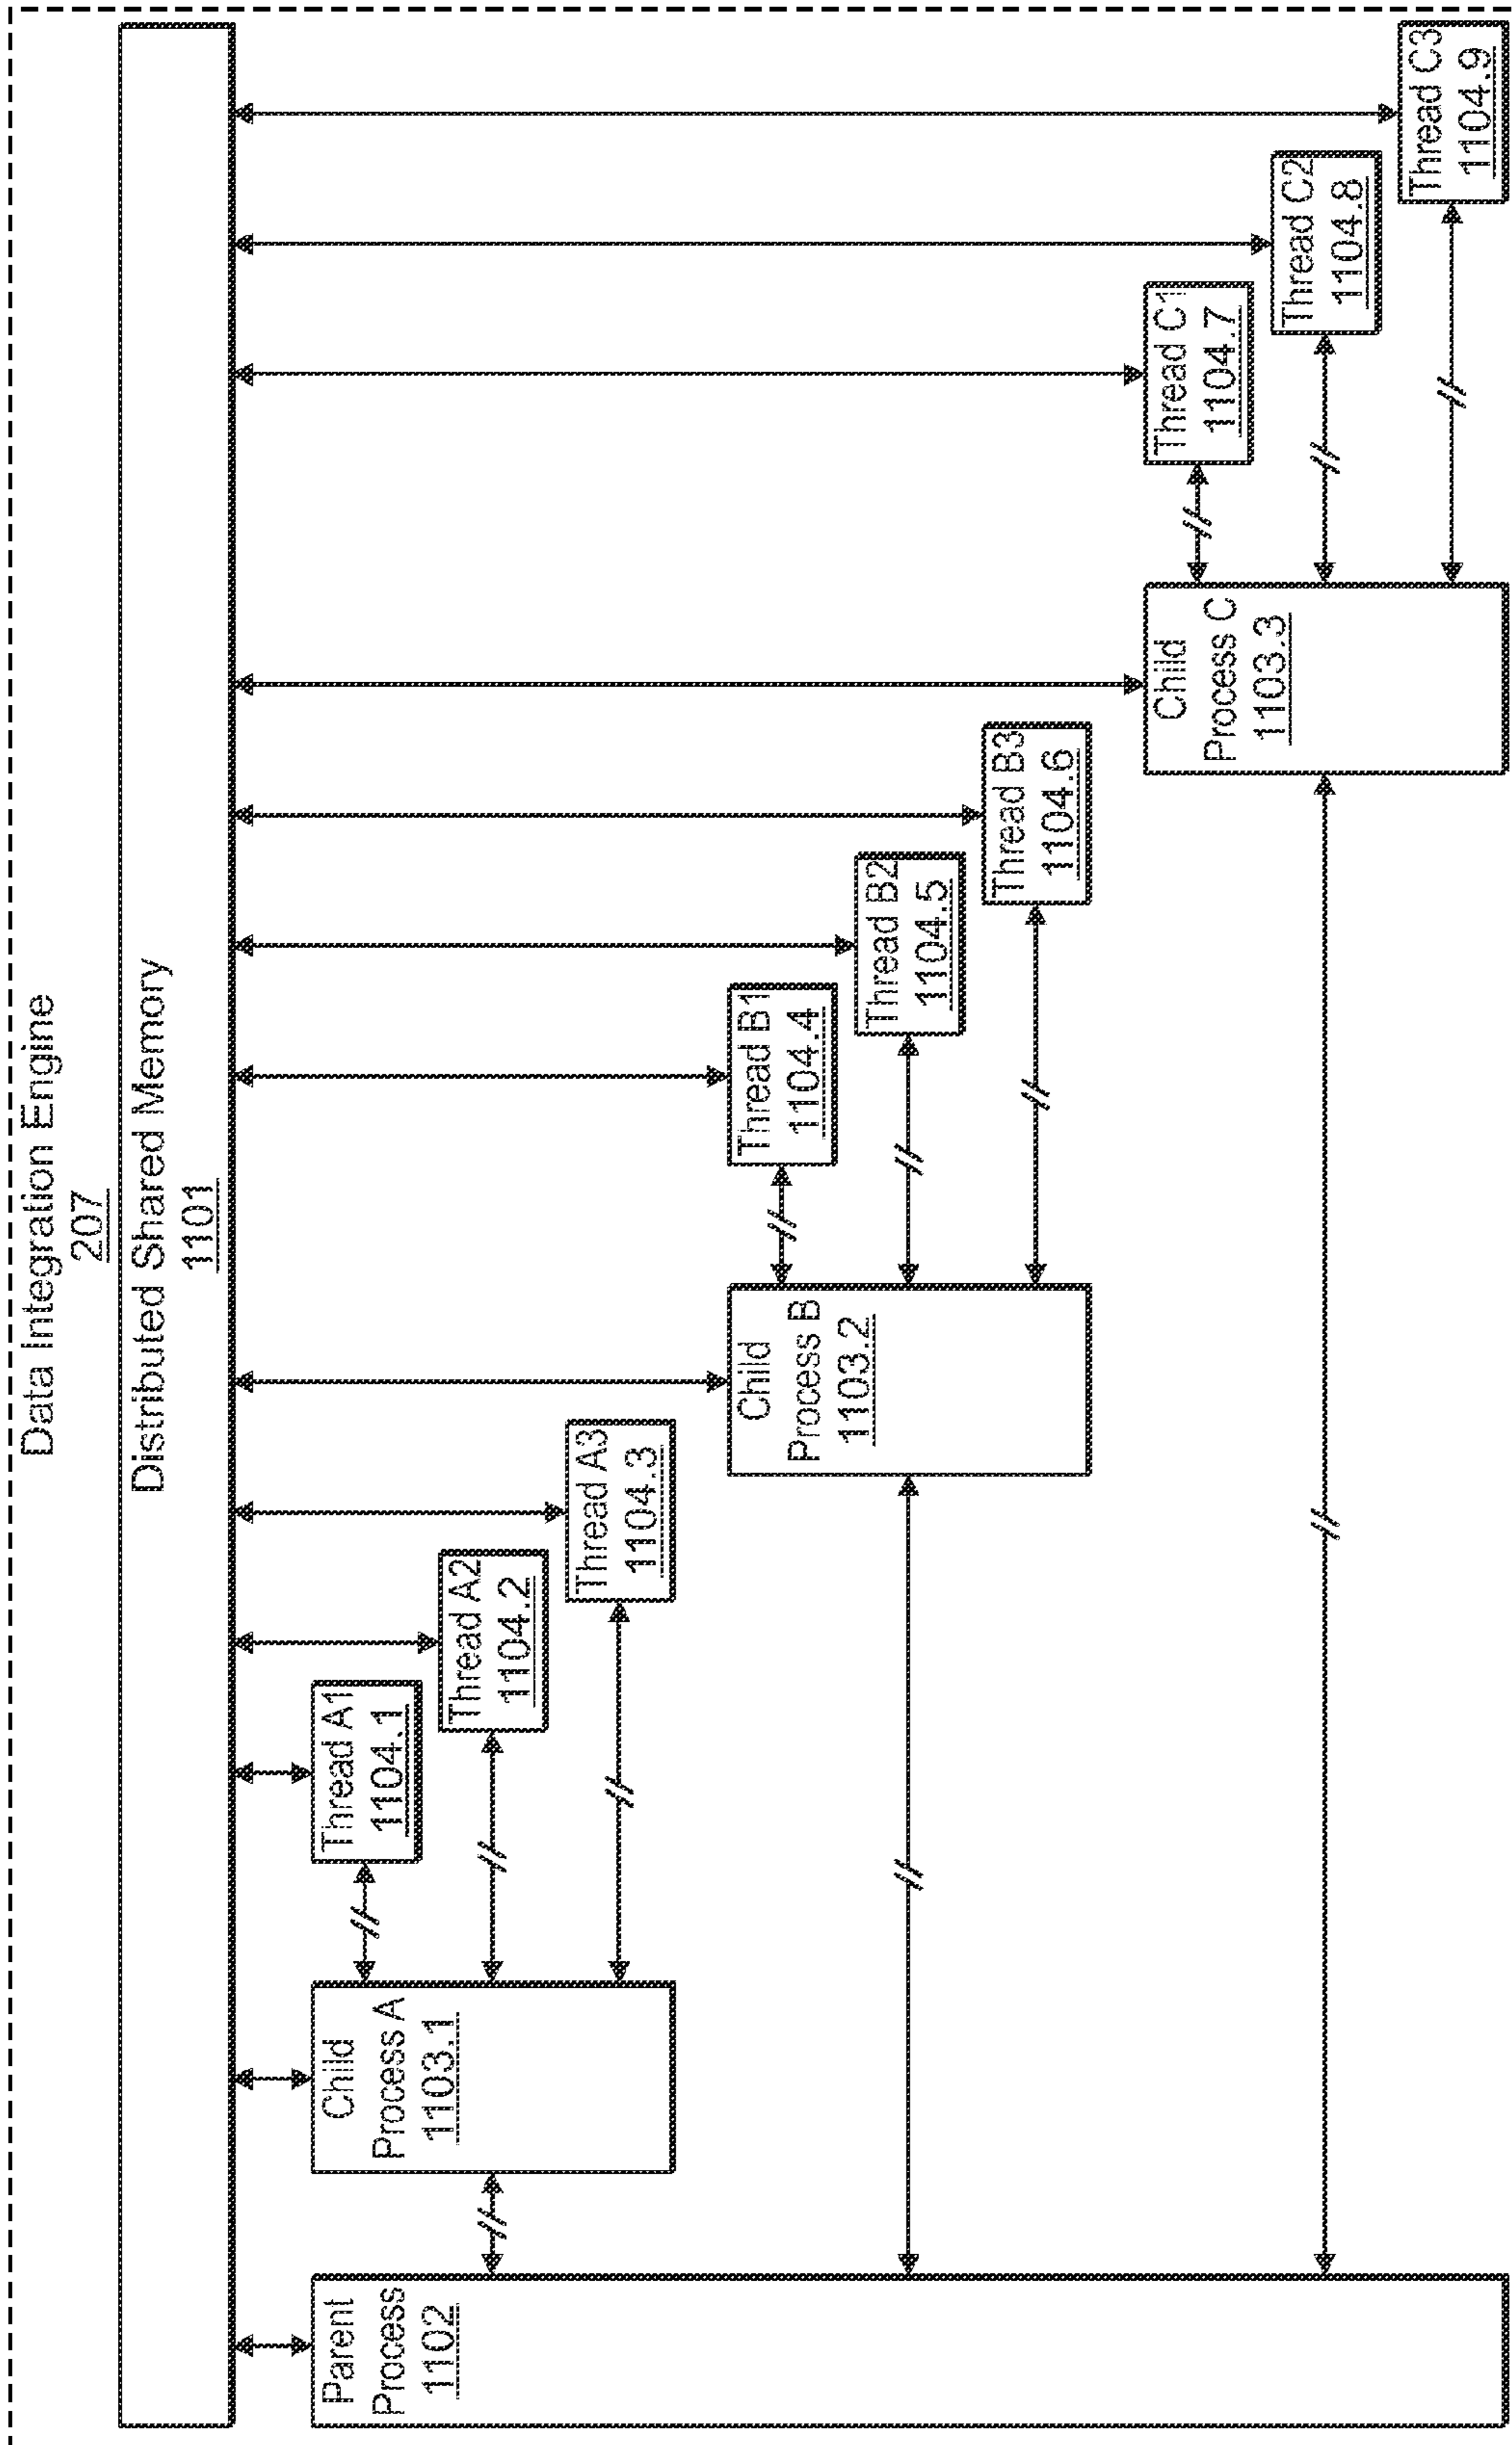 Data Integration Engine
207
Distributed Shared Memory
1101
Parent
Process
1102
Child
Process A
1103.1
Thread A1
1104.1
Thread A2
1104.2
Thread A3
1104.3
Child
Process B
1103.2
Thread B1
1104.4
Thread B2
1104.5
Thread B3
1104.6
Child
Process C
1103.3
Thread C1
1104.7
Thread C2
1104.8
Thread C3
1104.9